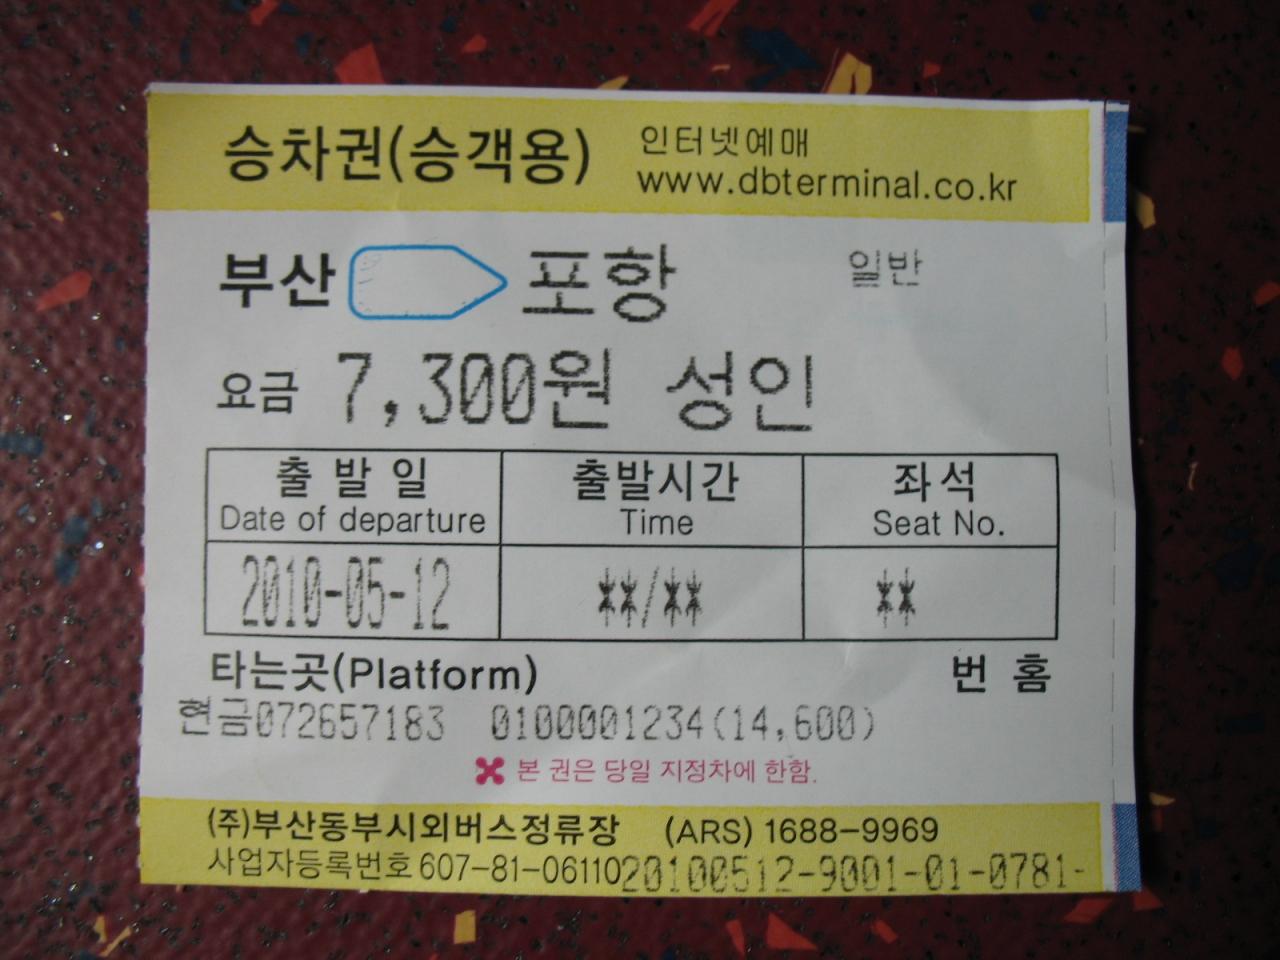 승차권(승객용) 인터넷예매
www.dbterminal.co.kr
부산 포항 일반
요금 7,300원 성인
출발일 출발시간 좌석
Date of departure Time Seat No.
2010-05-12 **/** **
타는곳(Platform) 번 홈
현금072657183 0100001234(14,600)
본 권은 당일 지정차에 한함.
(주)부산동부시외버스정류장 (ARS) 1688-9969
사업자등록번호 607-81-06110 20100512-9001-01-0781-